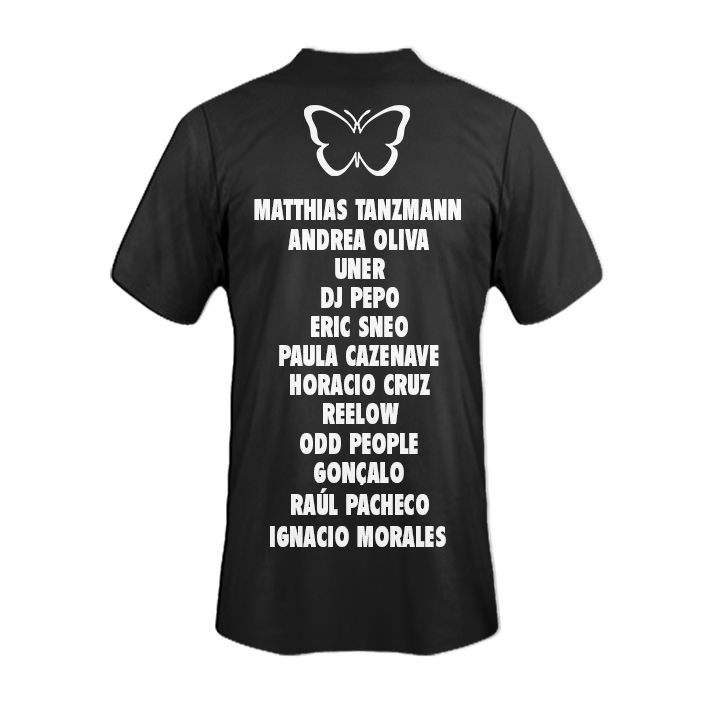 MATTHIAS TANZMANN
ANDREA OLIVA
UNER
DJ PEPO
ERIC SNEO
PAULA CAZENAVE
HORACIO CRUZ
REELOW
ODD PEOPLE
GONÇALO
RAÚL PACHECO
IGNACIO MORALES